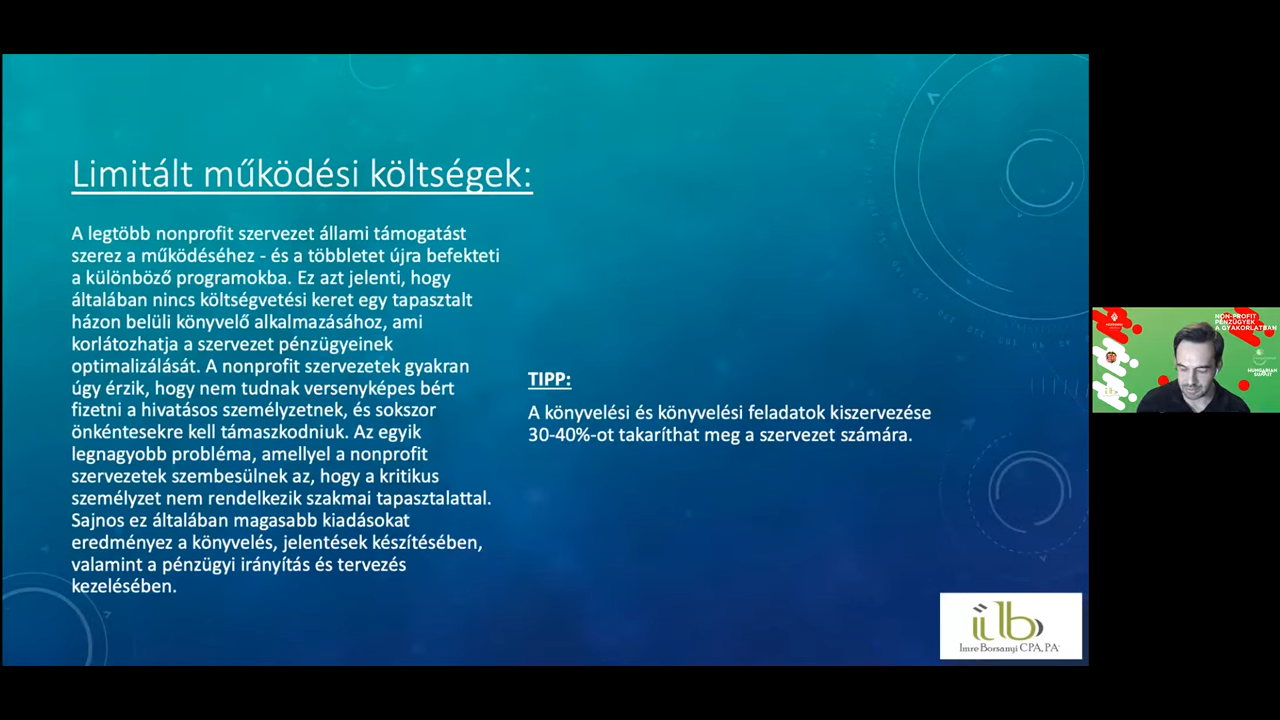 Limitált működési költségek:
A legtöbb nonprofit szervezet állami támogatást
szerez a működéséhez - és a többletet újra befekteti
a különböző programokba. Ez azt jelenti, hogy
általában nincs költségvetési keret egy tapasztalt
házon belüli könyvelő alkalmazásához, ami
korlátozhatja a szervezet pénzügyeinek
optimalizálását. A nonprofit szervezetek gyakran
úgy érzik, hogy nem tudnak versenyképes bért
fizetni a hivatásos személyzetnek, és sokszor
önkéntesekre kell támaszkodniuk. Az egyik
legnagyobb probléma, amellyel a nonprofit
szervezetek szembesülnek az, hogy a kritikus
személyzet nem rendelkezik szakmai tapasztalattal.
Sajnos ez általában magasabb kiadásokat
eredményez a könyvelés, jelentések készítésében,
valamint a pénzügyi irányítás és tervezés
kezelésében.
TIPP:
A könyvelési és könyvelési feladatok kiszervezése
30-40%-ot takaríthat meg a szervezet számára.
ilb
Imre Borsanyi CPA, PA
NON-PROFIT
PÉNZÜGYEK
A GYAKORLATBAN
HUNGARIAN
SUMMIT